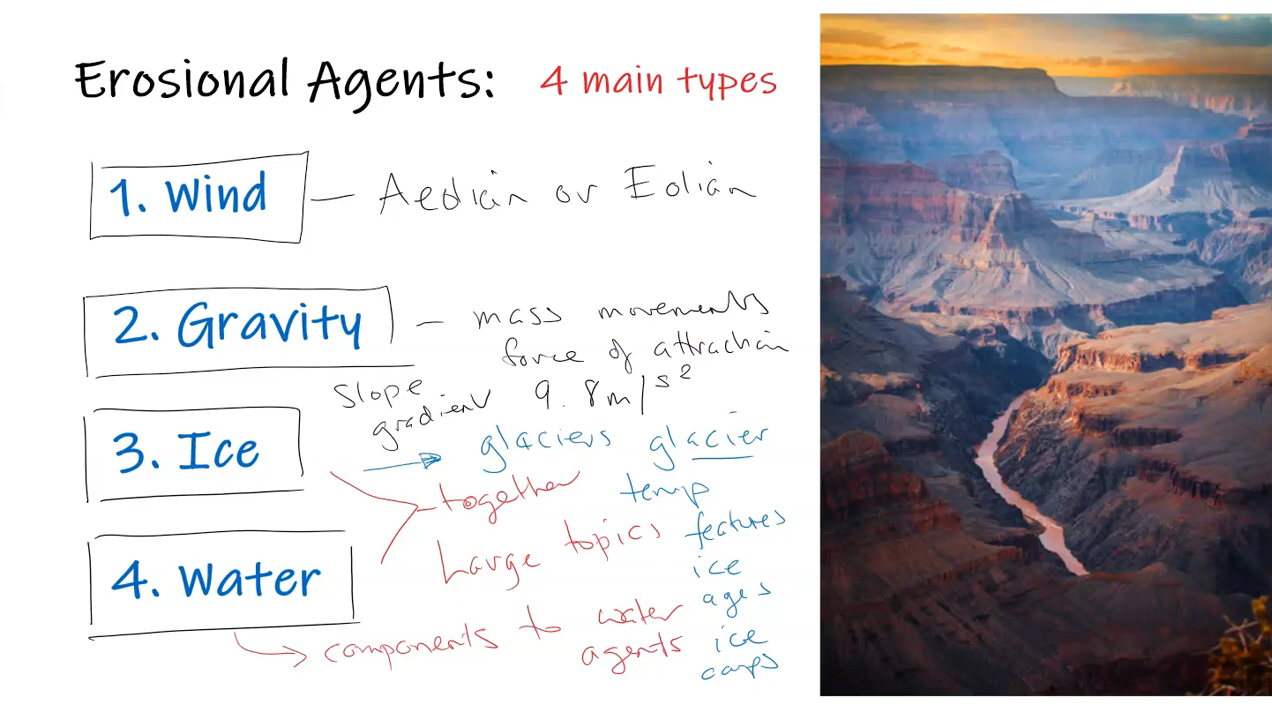 Erosional Agents: 4 main types
1. Wind — Aeolian or Eolian
2. Gravity — mass movements
force of attraction
Slope
gradient 9.8m/s²
3. Ice → glaciers glacier
together temp
Large topics features
ice
ages
4. Water
components to water
agents
ice
caps